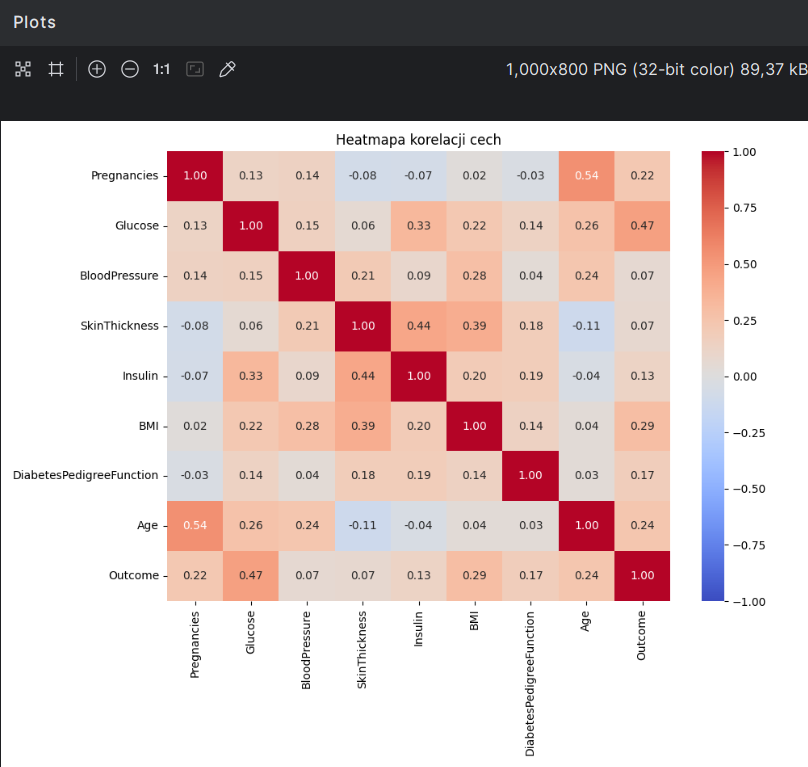 Plots
1:1 1,000x800 PNG (32-bit color) 89,37 kB
Heatmapa korelacji cech
Pregnancies 1.00 0.13 0.14 -0.08 -0.07 0.02 -0.03 0.54 0.22
Glucose 0.13 1.00 0.15 0.06 0.33 0.22 0.14 0.26 0.47
BloodPressure 0.14 0.15 1.00 0.21 0.09 0.28 0.04 0.24 0.07
SkinThickness -0.08 0.06 0.21 1.00 0.44 0.39 0.18 -0.11 0.07
Insulin -0.07 0.33 0.09 0.44 1.00 0.20 0.19 -0.04 0.13
BMI 0.02 0.22 0.28 0.39 0.20 1.00 0.14 0.04 0.29
DiabetesPedigreeFunction -0.03 0.14 0.04 0.18 0.19 0.14 1.00 0.03 0.17
Age 0.54 0.26 0.24 -0.11 -0.04 0.04 0.03 1.00 0.24
Outcome 0.22 0.47 0.07 0.07 0.13 0.29 0.17 0.24 1.00
Pregnancies
Glucose
BloodPressure
SkinThickness
Insulin
BMI
DiabetesPedigreeFunction
Age
Outcome
1.00
0.75
0.50
0.25
0.00
−0.25
−0.50
−0.75
−1.00